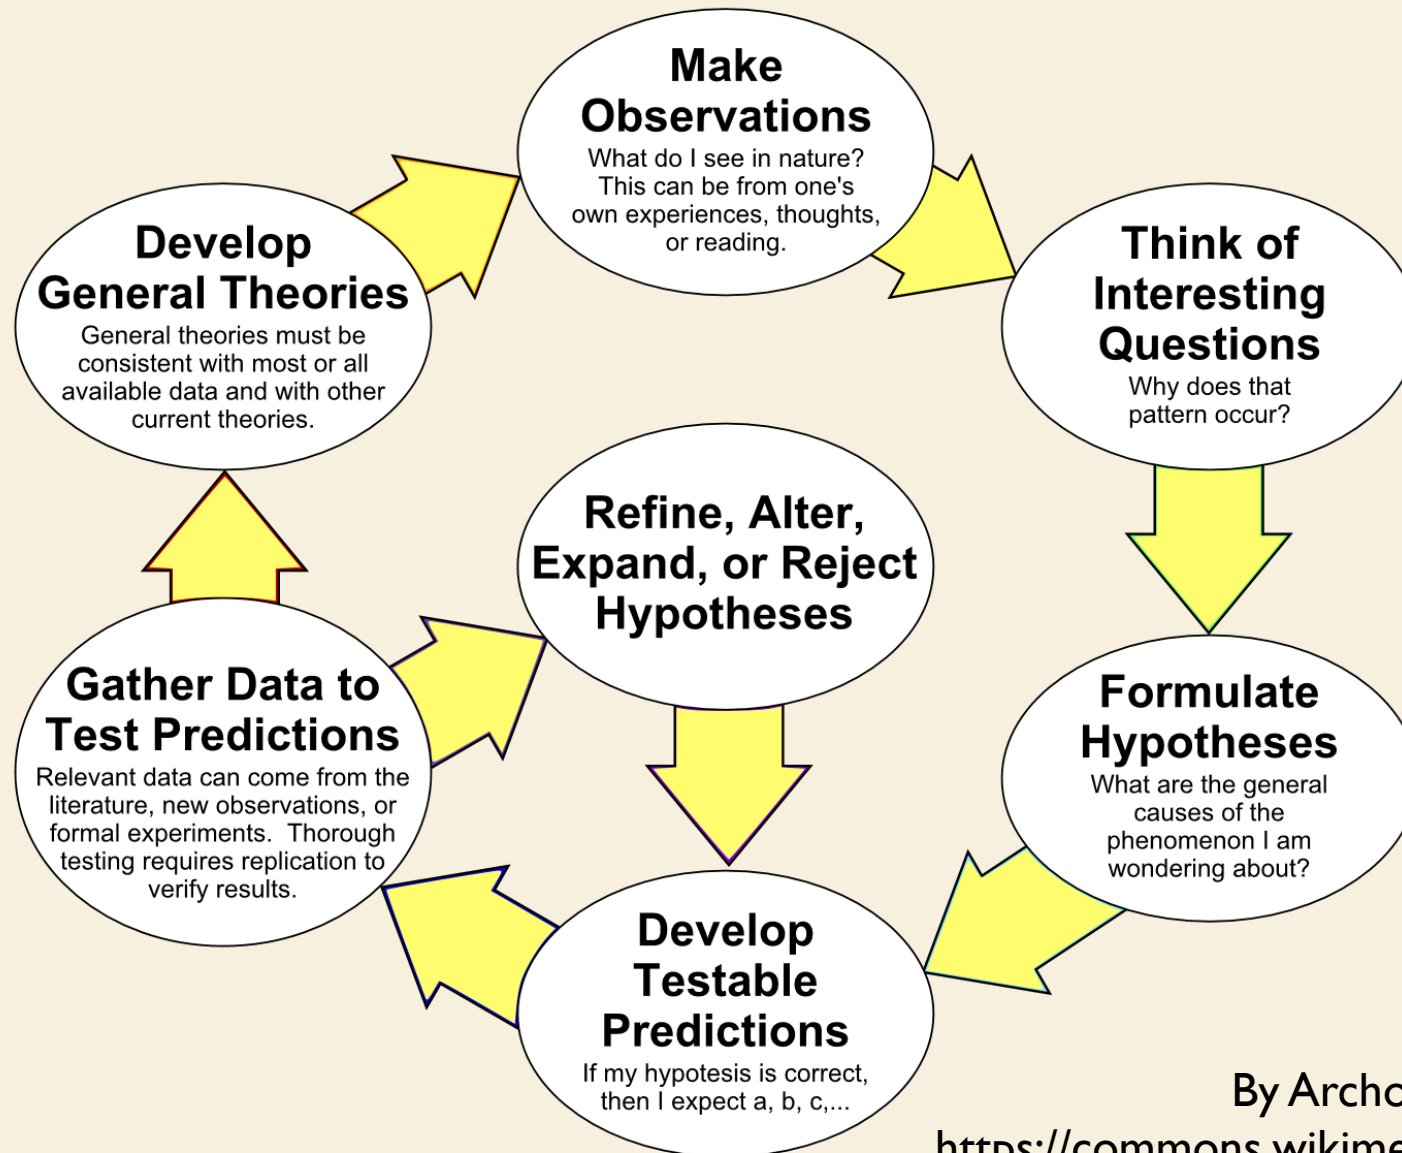 Make
Observations
What do I see in nature?
This can be from one's
own experiences, thoughts,
or reading.
Think of
Interesting
Questions
Why does that
pattern occur?
Formulate
Hypotheses
What are the general
causes of the
phenomenon I am
wondering about?
Develop
Testable
Predictions
If my hypotesis is correct,
then I expect a, b, c,...
Gather Data to
Test Predictions
Relevant data can come from the
literature, new observations, or
formal experiments.  Thorough
testing requires replication to
verify results.
Refine, Alter,
Expand, or Reject
Hypotheses
Develop
General Theories
General theories must be
consistent with most or all
available data and with other
current theories.
By Archo
https://commons.wikime